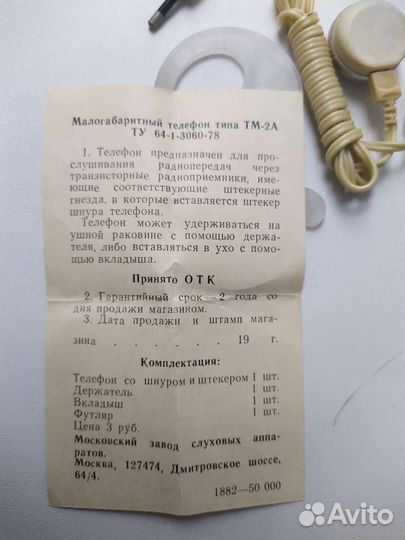 Малогабаритный телефон типа ТМ-2А
ТУ 64-1-3060-78
1. Телефон предназначен для про-
слушивания радиопередач через
транзисторные радиоприемники, име-
ющие соответствующие штекерные
гнезда, в которые вставляется штекер
шнура телефона.
Телефон может удерживаться на
ушной раковине с помощью держа-
теля, либо вставляться в ухо с помо-
щью вкладыша.
Принято ОТК
2. Гарантийный срок — 2 года со
дня продажи магазином.
3. Дата продажи и штамп мага-
зина . . . . . . 19 г.
Комплектация:
Телефон со шнуром и штекером 1 шт.
Держатель 1 шт.
Вкладыш 1 шт.
Футляр 1 шт.
Цена 3 руб.
Московский завод слуховых аппа-
ратов.
Москва, 127474, Дмитровское шоссе,
64/4.
1882—50 000
Avito